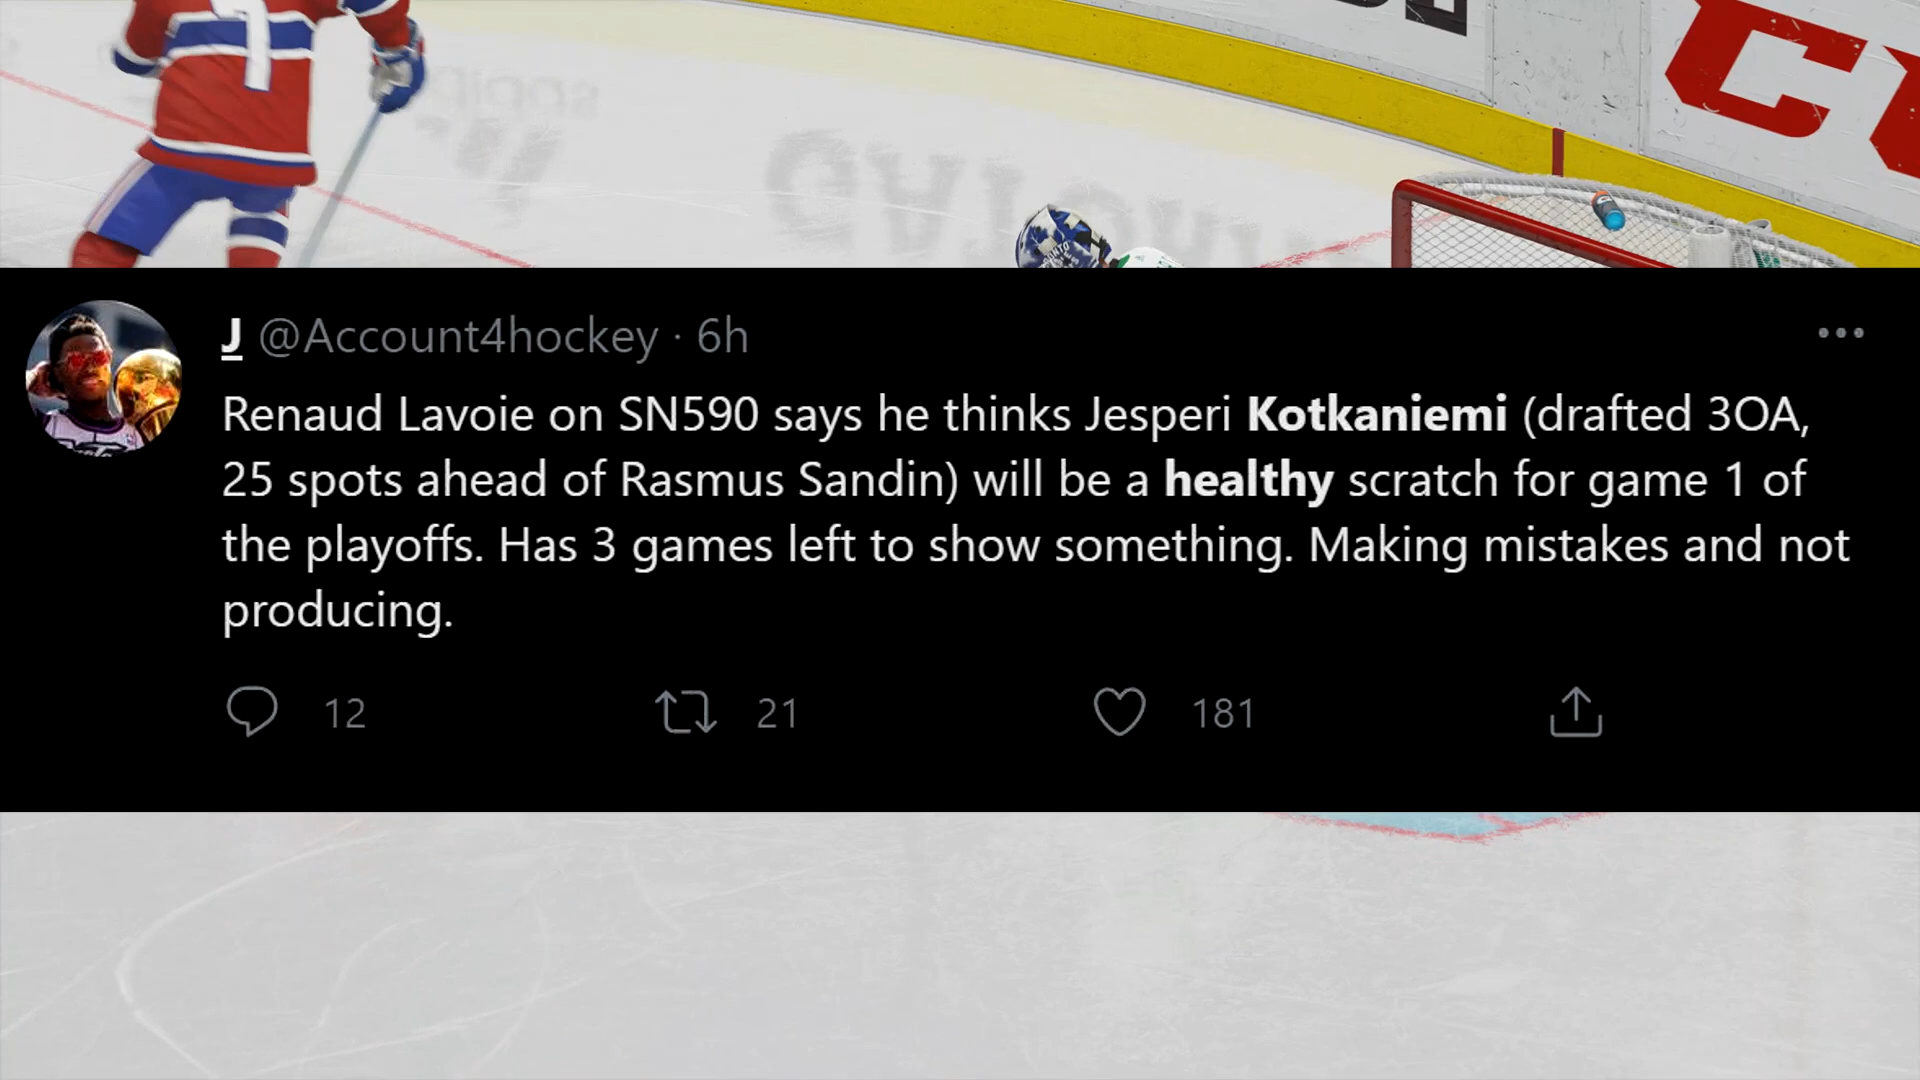 adidas
J @Account4hockey · 6h
Renaud Lavoie on SN590 says he thinks Jesperi Kotkaniemi (drafted 3OA,
25 spots ahead of Rasmus Sandin) will be a healthy scratch for game 1 of
the playoffs. Has 3 games left to show something. Making mistakes and not
producing.
12 21 181